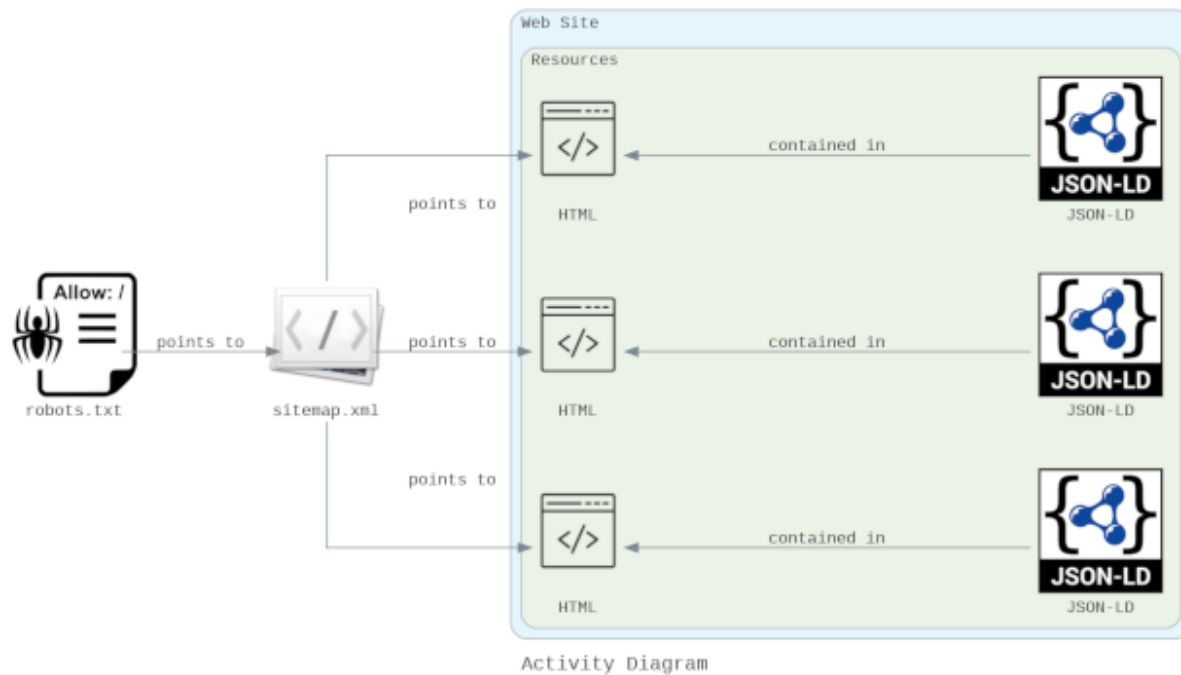 Web Site
Resources
</>
contained in
JSON-LD
HTML
JSON-LD
points to
Allow: /
robots.txt
points to
</>
sitemap.xml
points to
</>
HTML
contained in
JSON-LD
JSON-LD
points to
</>
HTML
contained in
JSON-LD
JSON-LD
Activity Diagram